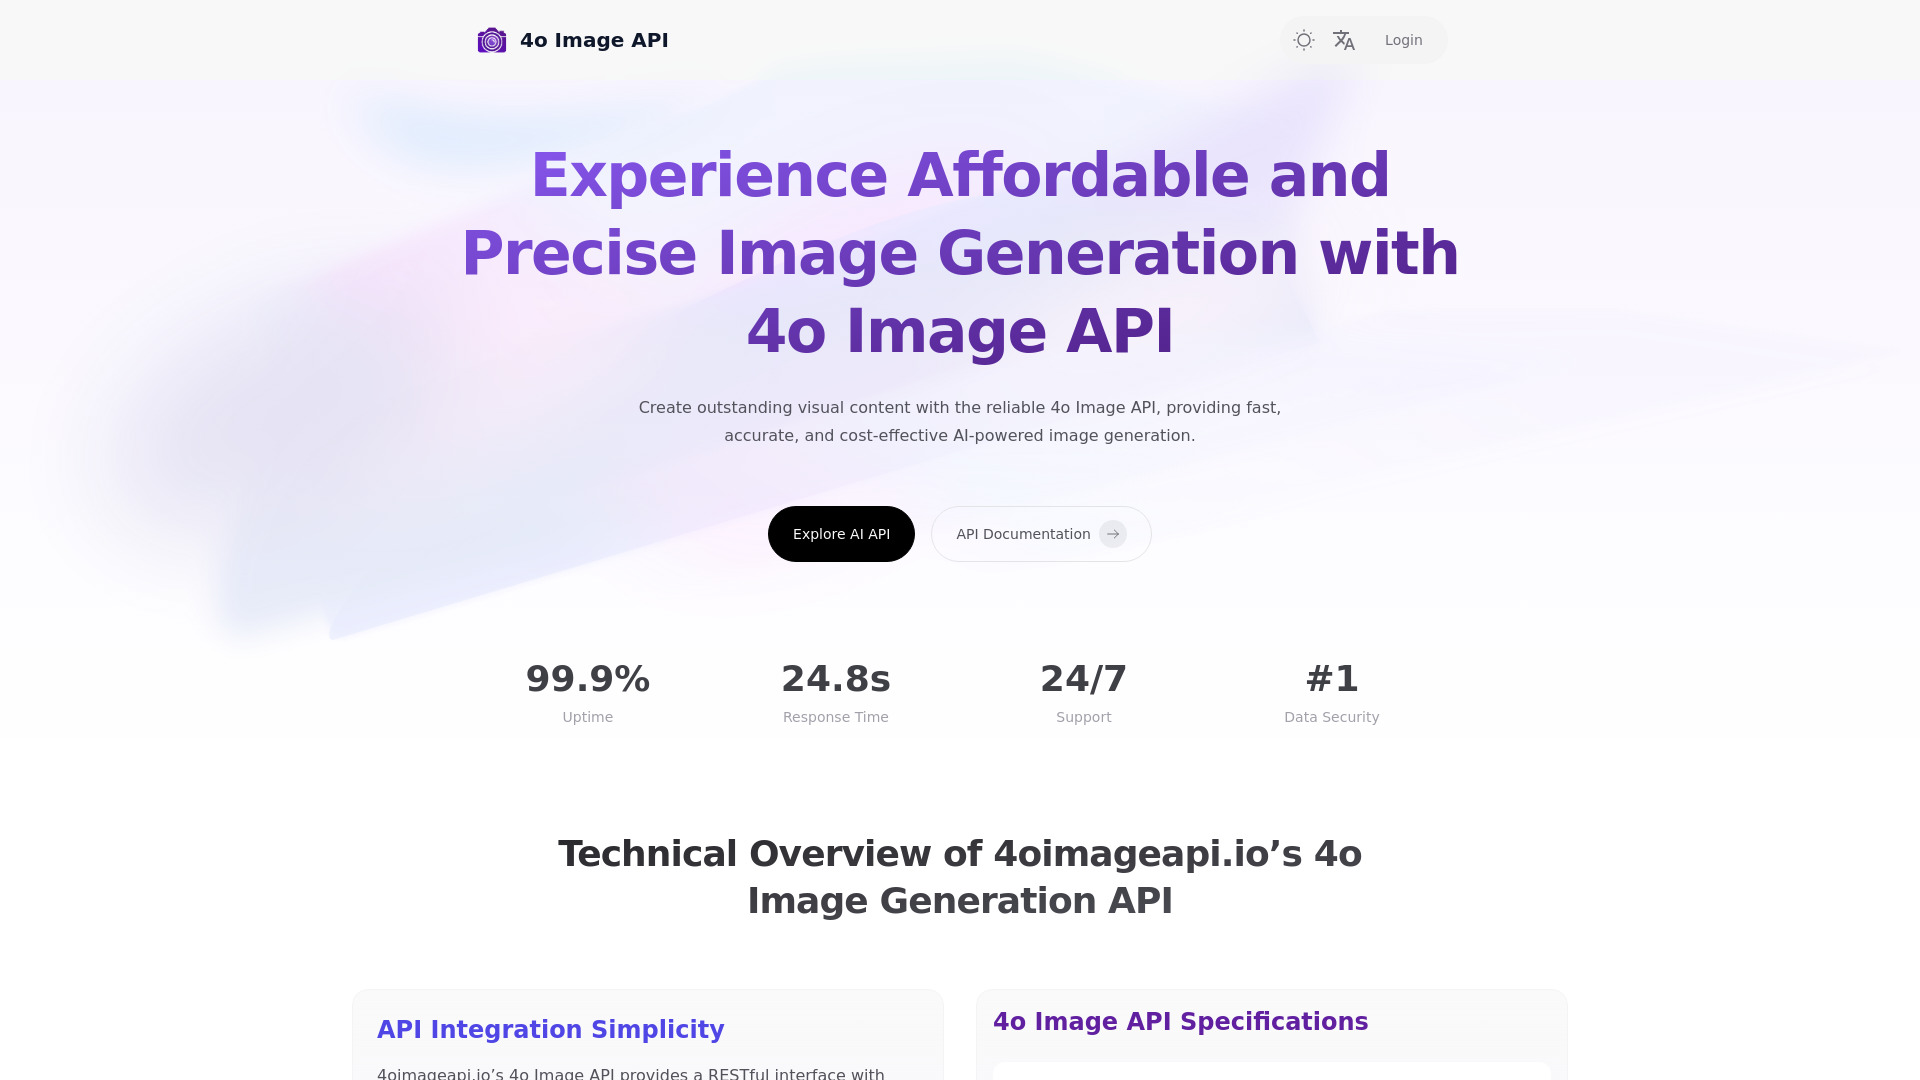 4o Image API
Login
Experience Affordable and
Precise Image Generation with
4o Image API
Create outstanding visual content with the reliable 4o Image API, providing fast,
accurate, and cost-effective AI-powered image generation.
Explore AI API
API Documentation
99.9%
Uptime
24.8s
Response Time
24/7
Support
#1
Data Security
Technical Overview of 4oimageapi.io’s 4o
Image Generation API
API Integration Simplicity
4oimageapi.io’s 4o Image API provides a RESTful interface with
4o Image API Specifications